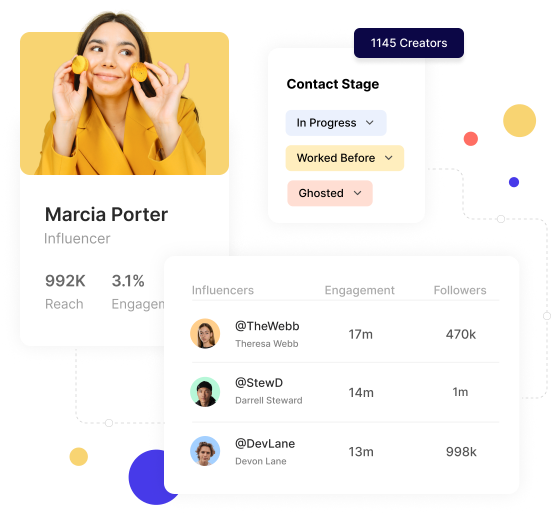 1145 Creators
Contact Stage
In Progress
Worked Before
Ghosted
Marcia Porter
Influencer
992K 3.1%
Reach
Influencers Engagement Followers
@TheWebb 17m 470k
Theresa Webb
@StewD 14m 1m
Darrell Steward
@DevLane 13m 998k
Devon Lane